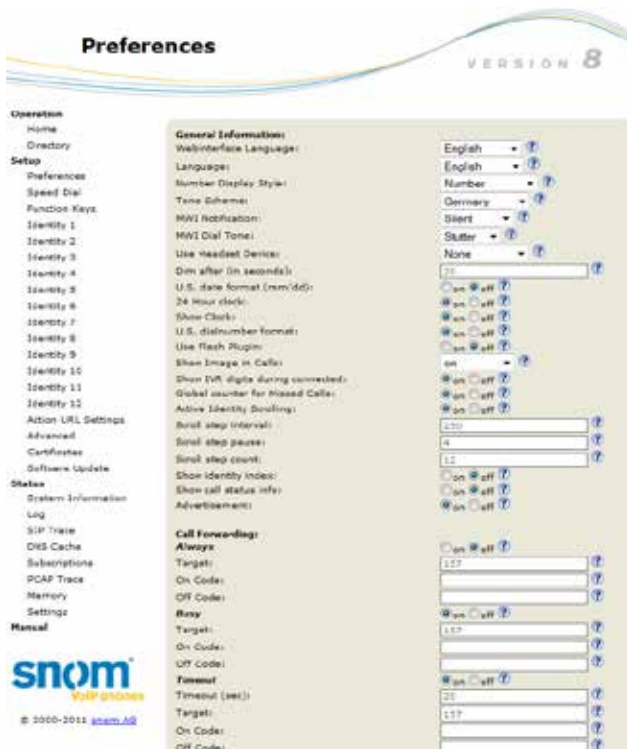 Preferences
VERSION 8
Operation
Home
Directory
Setup
Preferences
Speed Dial
Function Keys
Identity 1
Identity 2
Identity 3
Identity 4
Identity 5
Identity 6
Identity 7
Identity 8
Identity 9
Identity 10
Identity 11
Identity 12
Action URL Settings
Advanced
Certificates
Software Update
Status
System Information
Log
SIP Trace
DNS Cache
Subscriptions
PCAP Trace
Memory
Settings
Manual
snom
VoIP phones
© 2000-2011 snom AG
General Information:
Webinterface Language: English ?
Language: English ?
Number Display Style: Number ?
Tone Scheme: Germany ?
MWI Notification: Silent ?
MWI Dial Tone: Stutter ?
Use Headset Device: None ?
Dim after (in seconds): 20 ?
U.S. date format (mm/dd): on off ?
24 Hour clock: on off ?
Show Clock: on off ?
U.S. dialnumber format: on off ?
Use Flash Plugin: on off ?
Show Image in Calls: on ?
Show IVR digits during connected: on off ?
Global counter for Missed Calls: on off ?
Active Identity Scrolling: on off ?
Scroll step interval: 250 ?
Scroll step pause: 4 ?
Scroll step count: 12 ?
Show identity index: on off ?
Show call status info: on off ?
Advertisement: on off ?
Call Forwarding:
Always on off ?
Target: 157 ?
On Code: ?
Off Code: ?
Busy on off ?
Target: 157 ?
On Code: ?
Off Code: ?
Timeout on off ?
Timeout (sec): 20 ?
Target: 157 ?
On Code: ?
Off Code: ?